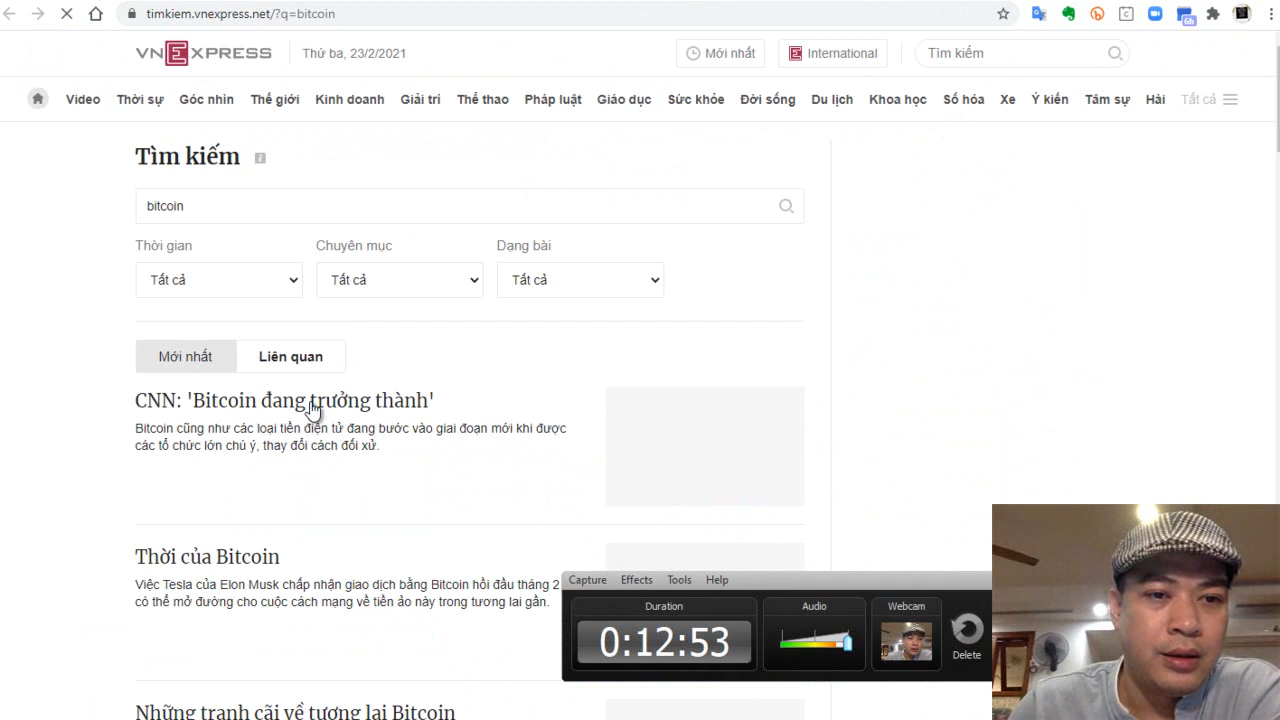 timkiem.vnexpress.net/?q=bitcoin
VNEXPRESS
Thứ ba, 23/2/2021
Mới nhất
E International
Tìm kiếm
Video Thời sự Góc nhìn Thế giới Kinh doanh Giải trí Thể thao Pháp luật Giáo dục Sức khỏe Đời sống Du lịch Khoa học Số hóa Xe Ý kiến Tâm sự Hài Tất cả
Tìm kiếm
bitcoin
Thời gian Chuyên mục Dạng bài
Tất cả Tất cả Tất cả
Mới nhất Liên quan
CNN: 'Bitcoin đang trưởng thành'
Bitcoin cũng như các loại tiền điện tử đang bước vào giai đoạn mới khi được
các tổ chức lớn chú ý, thay đổi cách đối xử.
Thời của Bitcoin
Việc Tesla của Elon Musk chấp nhận giao dịch bằng Bitcoin hồi đầu tháng 2
có thể mở đường cho cuộc cách mạng về tiền ảo này trong tương lai gần.
Những tranh cãi về tương lai Bitcoin
Capture Effects Tools Help
Duration Audio Webcam
0:12:53
Delete